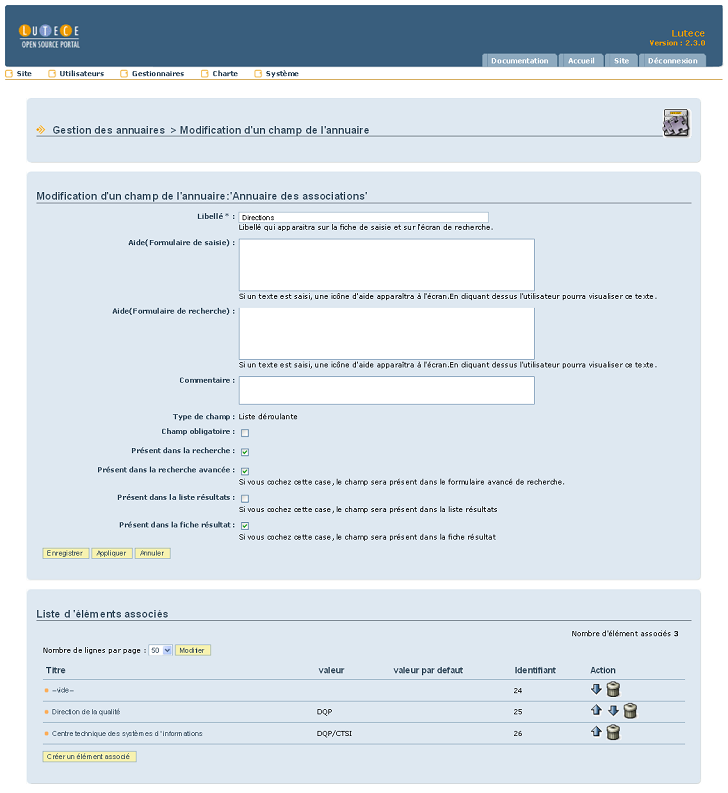 LUTECE
OPEN SOURCE PORTAL
Lutece
Version : 2.3.0
Documentation Accueil Site Déconnexion
Site Utilisateurs Gestionnaires Charte Système
Gestion des annuaires > Modification d'un champ de l'annuaire
Modification d'un champ de l'annuaire:'Annuaire des associations'
Libellé * : Directions
Libellé qui apparaitra sur la fiche de saisie et sur l'écran de recherche.
Aide(Formulaire de saisie) :
Si un texte est saisi, une icône d'aide apparaîtra à l'écran.En cliquant dessus l'utilisateur pourra visualiser ce texte.
Aide(Formulaire de recherche) :
Si un texte est saisi, une icône d'aide apparaîtra à l'écran.En cliquant dessus l'utilisateur pourra visualiser ce texte.
Commentaire :
Type de champ : Liste déroulante
Champ obligatoire :
Présent dans la recherche :
Présent dans la recherche avancée :
Si vous cochez cette case, le champ sera présent dans le formulaire avancé de recherche.
Présent dans la liste résultats :
Si vous cochez cette case, le champ sera présent dans la liste résultats
Présent dans la fiche résultat :
Si vous cochez cette case, le champ sera présent dans la fiche résultat
Enregistrer Appliquer Annuler
Liste d'éléments associés
Nombre d'élément associés 3
Nombre de lignes par page : 50 Modifier
Titre valeur valeur par defaut Identifiant Action
--vide-- 24
Direction de la qualité DQP 25
Centre technique des systèmes d'informations DQP/CTSI 26
Créer un élément associé